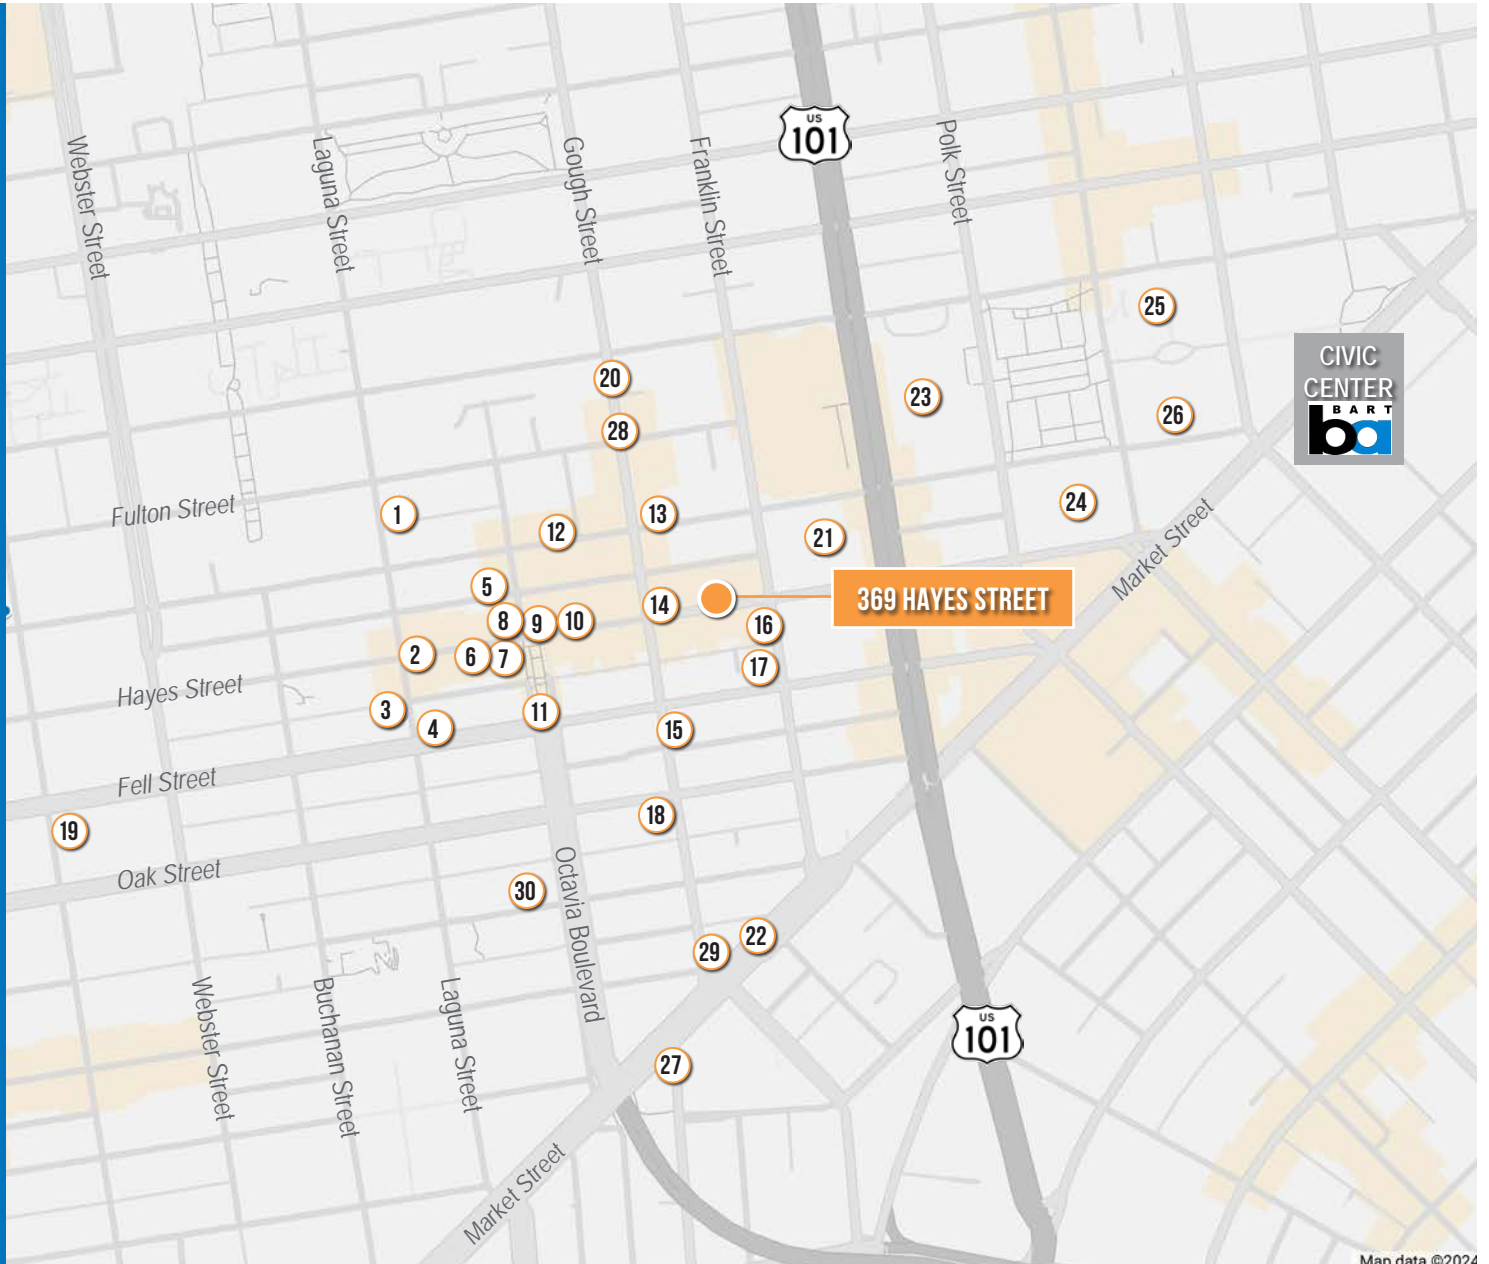 US
101
Webster Street
Laguna Street
Gough Street
Franklin Street
Polk Street
25
CIVIC
CENTER
BART
ba
20
23
26
28
24
Fulton Street
1
12
13
21
Market Street
5
369 HAYES STREET
14
8
9
10
16
2
6
7
17
Hayes Street
3
4
11
15
Fell Street
19
18
Oak Street
30
Octavia Boulevard
22
29
Webster Street
Buchanan Street
Laguna Street
US
101
27
Market Street
Map data ©2024